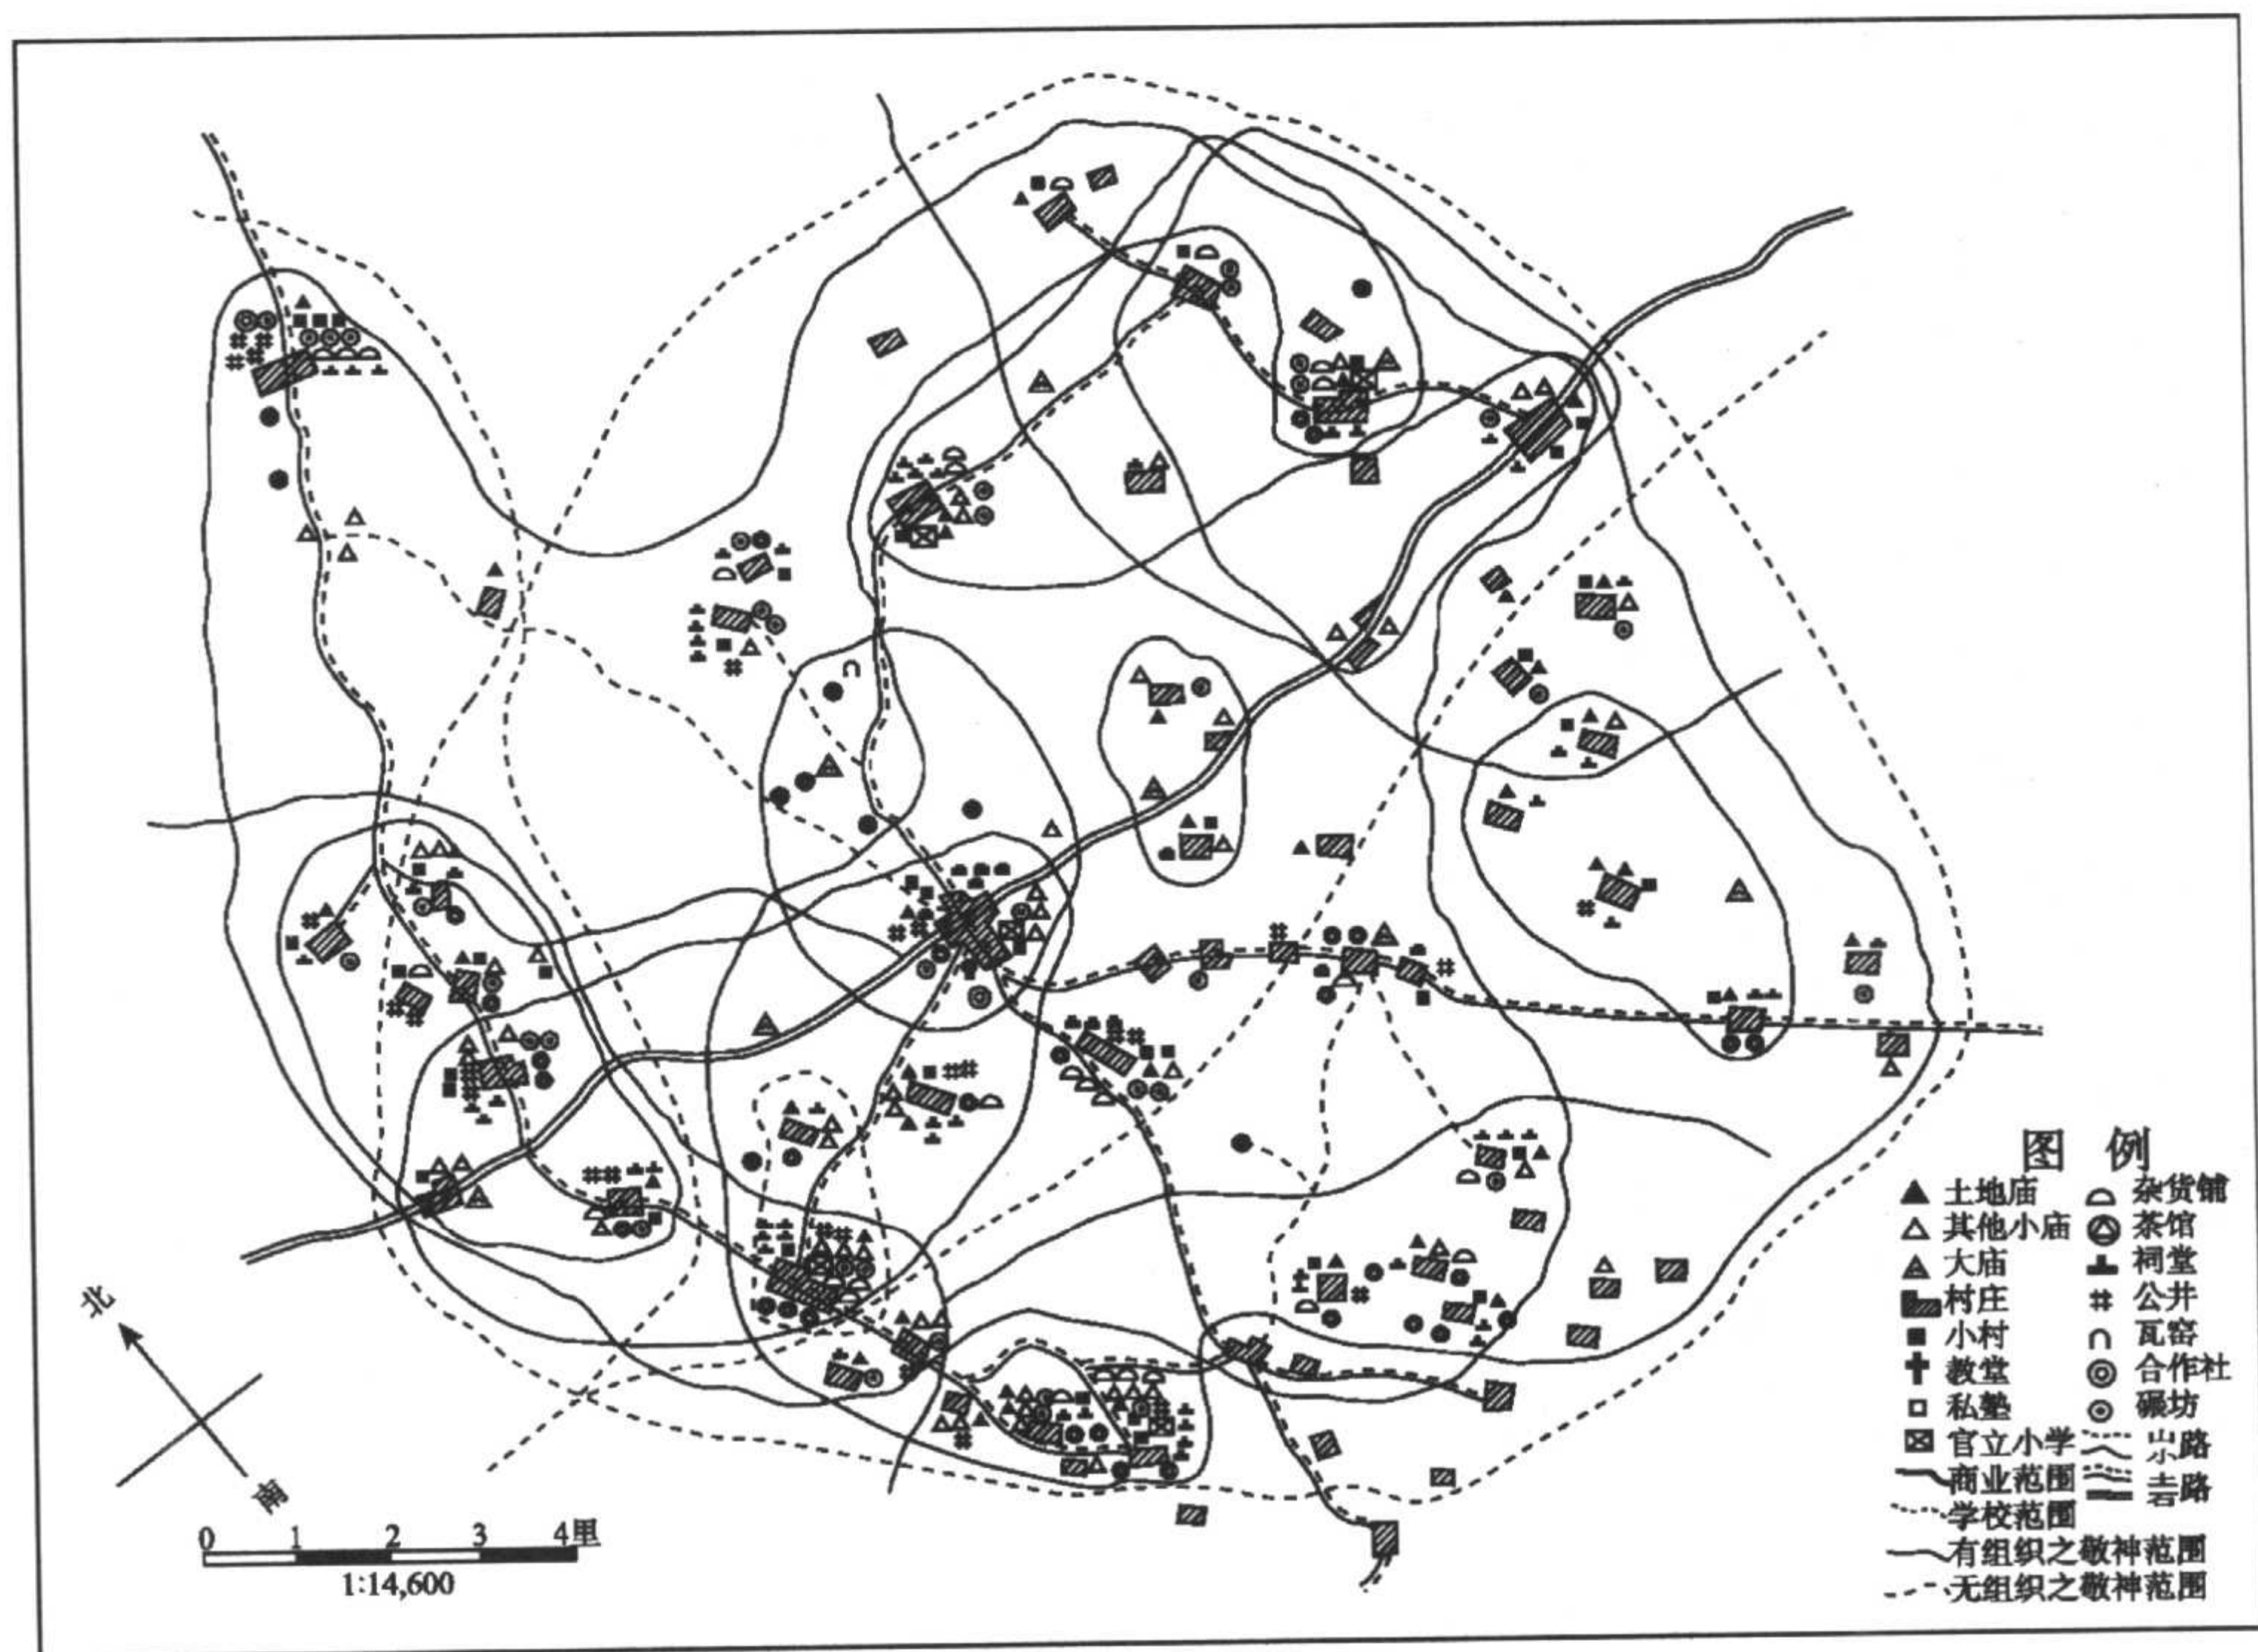 图 例
土地庙 杂货铺
其他小庙 茶馆
大庙 祠堂
村庄 公井
小村 瓦窑
教堂 合作社
私塾 碾坊
官立小学 小路
商业范围 路
学校范围
有组织之敬神范围
无组织之敬神范围
北
南
0 1 2 3 4里
1:14,600